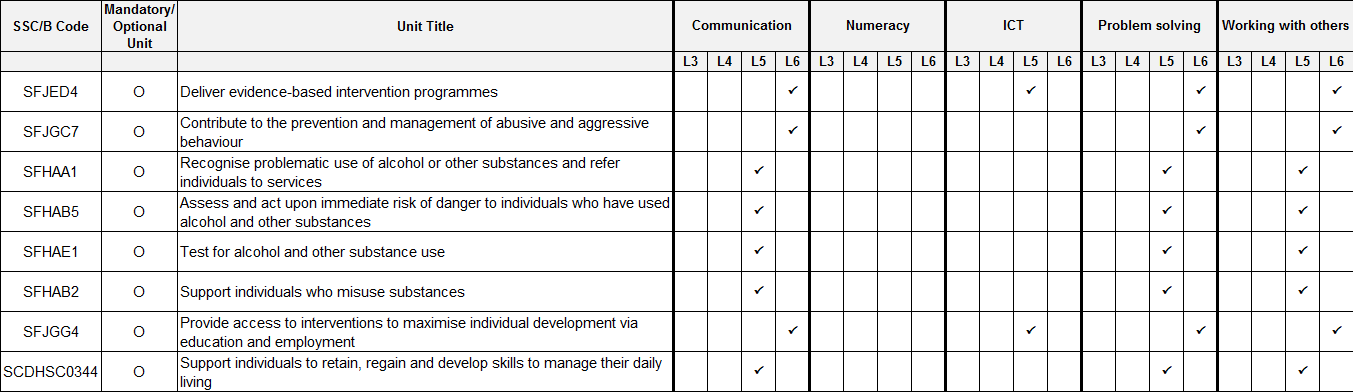 SSC/B Code Mandatory/ Optional Unit Unit Title Communication Numeracy ICT Problem solving Working with others
L3 L4 L5 L6 L3 L4 L5 L6 L3 L4 L5 L6 L3 L4 L5 L6 L3 L4 L5 L6
SFJED4 O Deliver evidence-based intervention programmes ✓ ✓ ✓ ✓
SFJGC7 O Contribute to the prevention and management of abusive and aggressive
behaviour ✓ ✓ ✓
SFHAA1 O Recognise problematic use of alcohol or other substances and refer
individuals to services ✓ ✓ ✓
SFHAB5 O Assess and act upon immediate risk of danger to individuals who have used
alcohol and other substances ✓ ✓ ✓
SFHAE1 O Test for alcohol and other substance use ✓ ✓ ✓
SFHAB2 O Support individuals who misuse substances ✓ ✓ ✓
SFJGG4 O Provide access to interventions to maximise individual development via
education and employment ✓ ✓ ✓ ✓
SCDHSC0344 O Support individuals to retain, regain and develop skills to manage their daily
living ✓ ✓ ✓